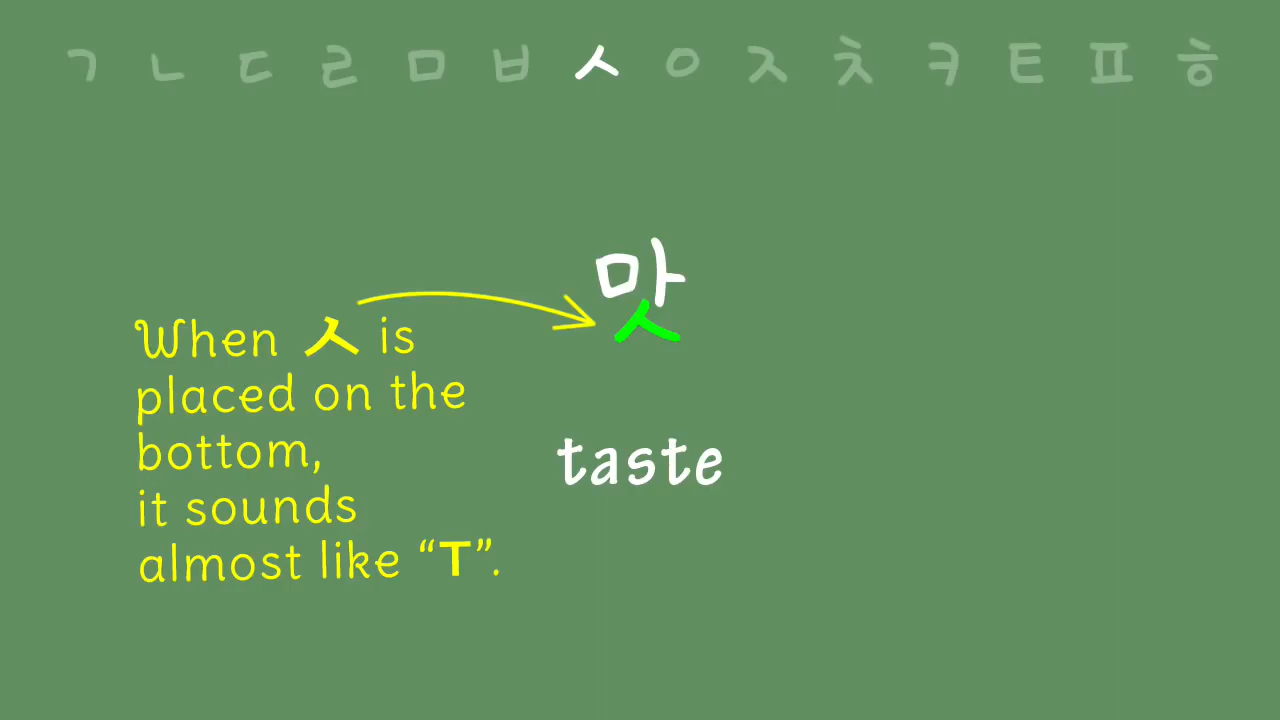 ㄱ ㄴ ㄷ ㄹ ㅁ ㅂ ㅅ ㅇ ㅈ ㅊ ㅋ ㅌ ㅍ ㅎ
맛
When ㅅ is
placed on the
bottom,
it sounds
almost like “T”.
taste